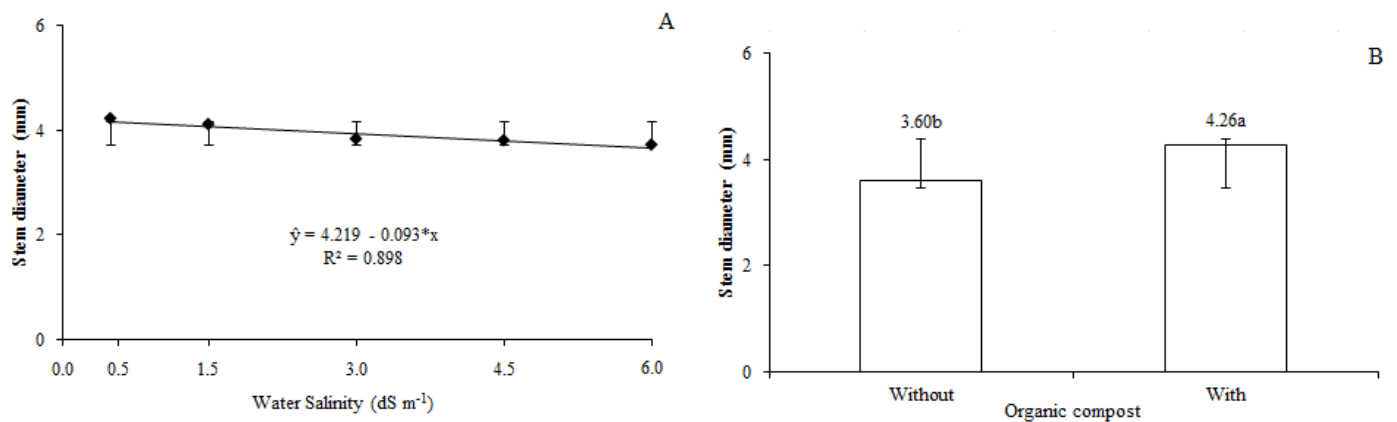 A
6
4
2
0
Stem diameter (mm)
ŷ = 4.219 - 0.093*x
R² = 0.898
0.0 0.5 1.5 3.0 4.5 6.0
Water Salinity (dS m⁻¹)
B
6
4
2
0
Stem diameter (mm)
3.60b 4.26a
Without With
Organic compost